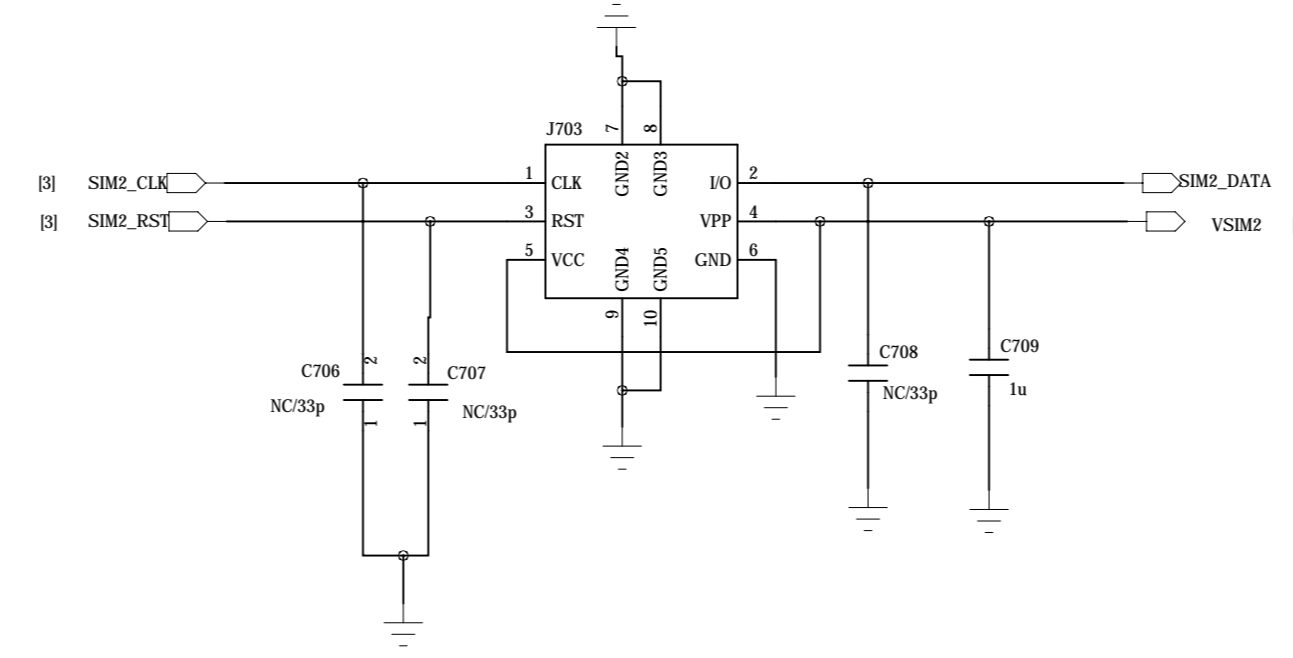 J703
7
8
GND2
GND3
[3] SIM2_CLK
1
CLK
I/O
2
SIM2_DATA
[3] SIM2_RST
3
RST
VPP
4
VSIM2
5
VCC
GND4
GND5
GND
6
9
10
C706
2
2
C707
C708
C709
NC/33p
NC/33p
NC/33p
1u
1
1